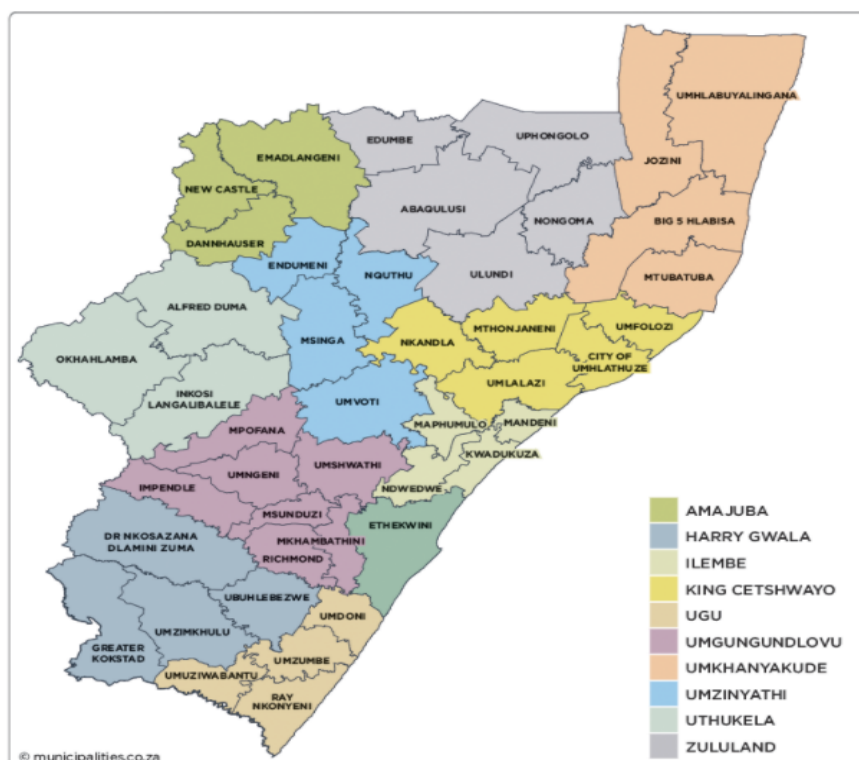 UMHLABUYALINGANA
EDUMBE
UPHONGOLO
EMADLANGENI
JOZINI
NEW CASTLE
ABAQULUSI
NONGOMA
BIG 5 HLABISA
DANNHAUSER
ENDUMENI
NQUTHU
ULUNDI
MTUBATUBA
ALFRED DUMA
MSINGA
NKANDLA
MTHONJANENI
UMFOLOZI
OKHAHLAMBA
CITY OF
UMHLATHUZE
UMLALAZI
INKOSI
LANGALIBALELE
UMVOTI
MAPHUMULO
MANDENI
MPOFANA
KWADUKUZA
UMSHWATHI
UMNGENI
IMPENDLE
NDWEDWE
MSUNDUZI
ETHEKWINI
DR NKOSAZANA
DLAMINI ZUMA
MKHAMBATHINI
RICHMOND
UBUHLEBEZWE
UMDONI
UMZIMKHULU
GREATER
KOKSTAD
UMZUMBE
UMUZIWABANTU
RAY
NKONYENI
AMAJUBA
HARRY GWALA
ILEMBE
KING CETSHWAYO
UGU
UMGUNGUNDLOVU
UMKHANYAKUDE
UMZINYATHI
UTHUKELA
ZULULAND
© municipalities.co.za